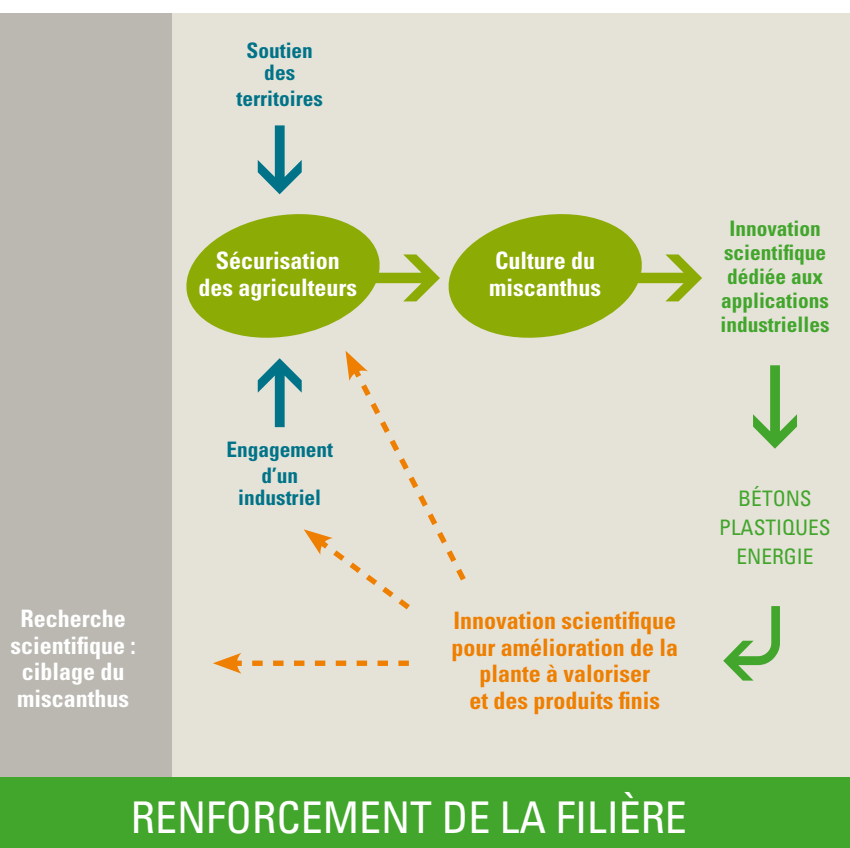 Soutien
des
territoires
Sécurisation
des agriculteurs
Culture du
miscanthus
Innovation
scientifique
dédiée aux
applications
industrielles
Engagement
d’un
industriel
BÉTONS
PLASTIQUES
ENERGIE
Recherche
scientifique :
ciblage du
miscanthus
Innovation scientifique
pour amélioration de la
plante à valoriser
et des produits finis
RENFORCEMENT DE LA FILIÈRE